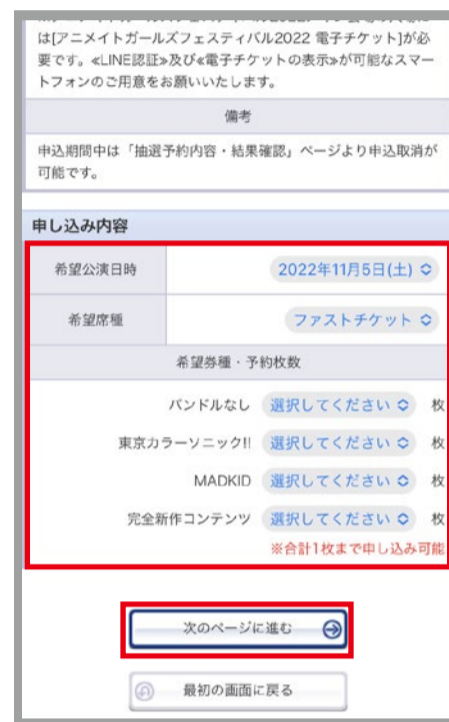 は[アニメイトガールズフェスティバル2022 電子チケット]が必
要です。≪LINE認証≫及び≪電子チケットの表示≫が可能なスマー
トフォンのご用意をお願いいたします。
備考
申込期間中は「抽選予約内容・結果確認」ページより申込取消が
可能です。
申し込み内容
希望公演日時 2022年11月5日(土)
希望席種 ファストチケット
希望券種・予約枚数
バンドルなし 選択してください 枚
東京カラーソニック!! 選択してください 枚
MADKID 選択してください 枚
完全新作コンテンツ 選択してください 枚
※合計1枚まで申し込み可能
次のページに進む
最初の画面に戻る